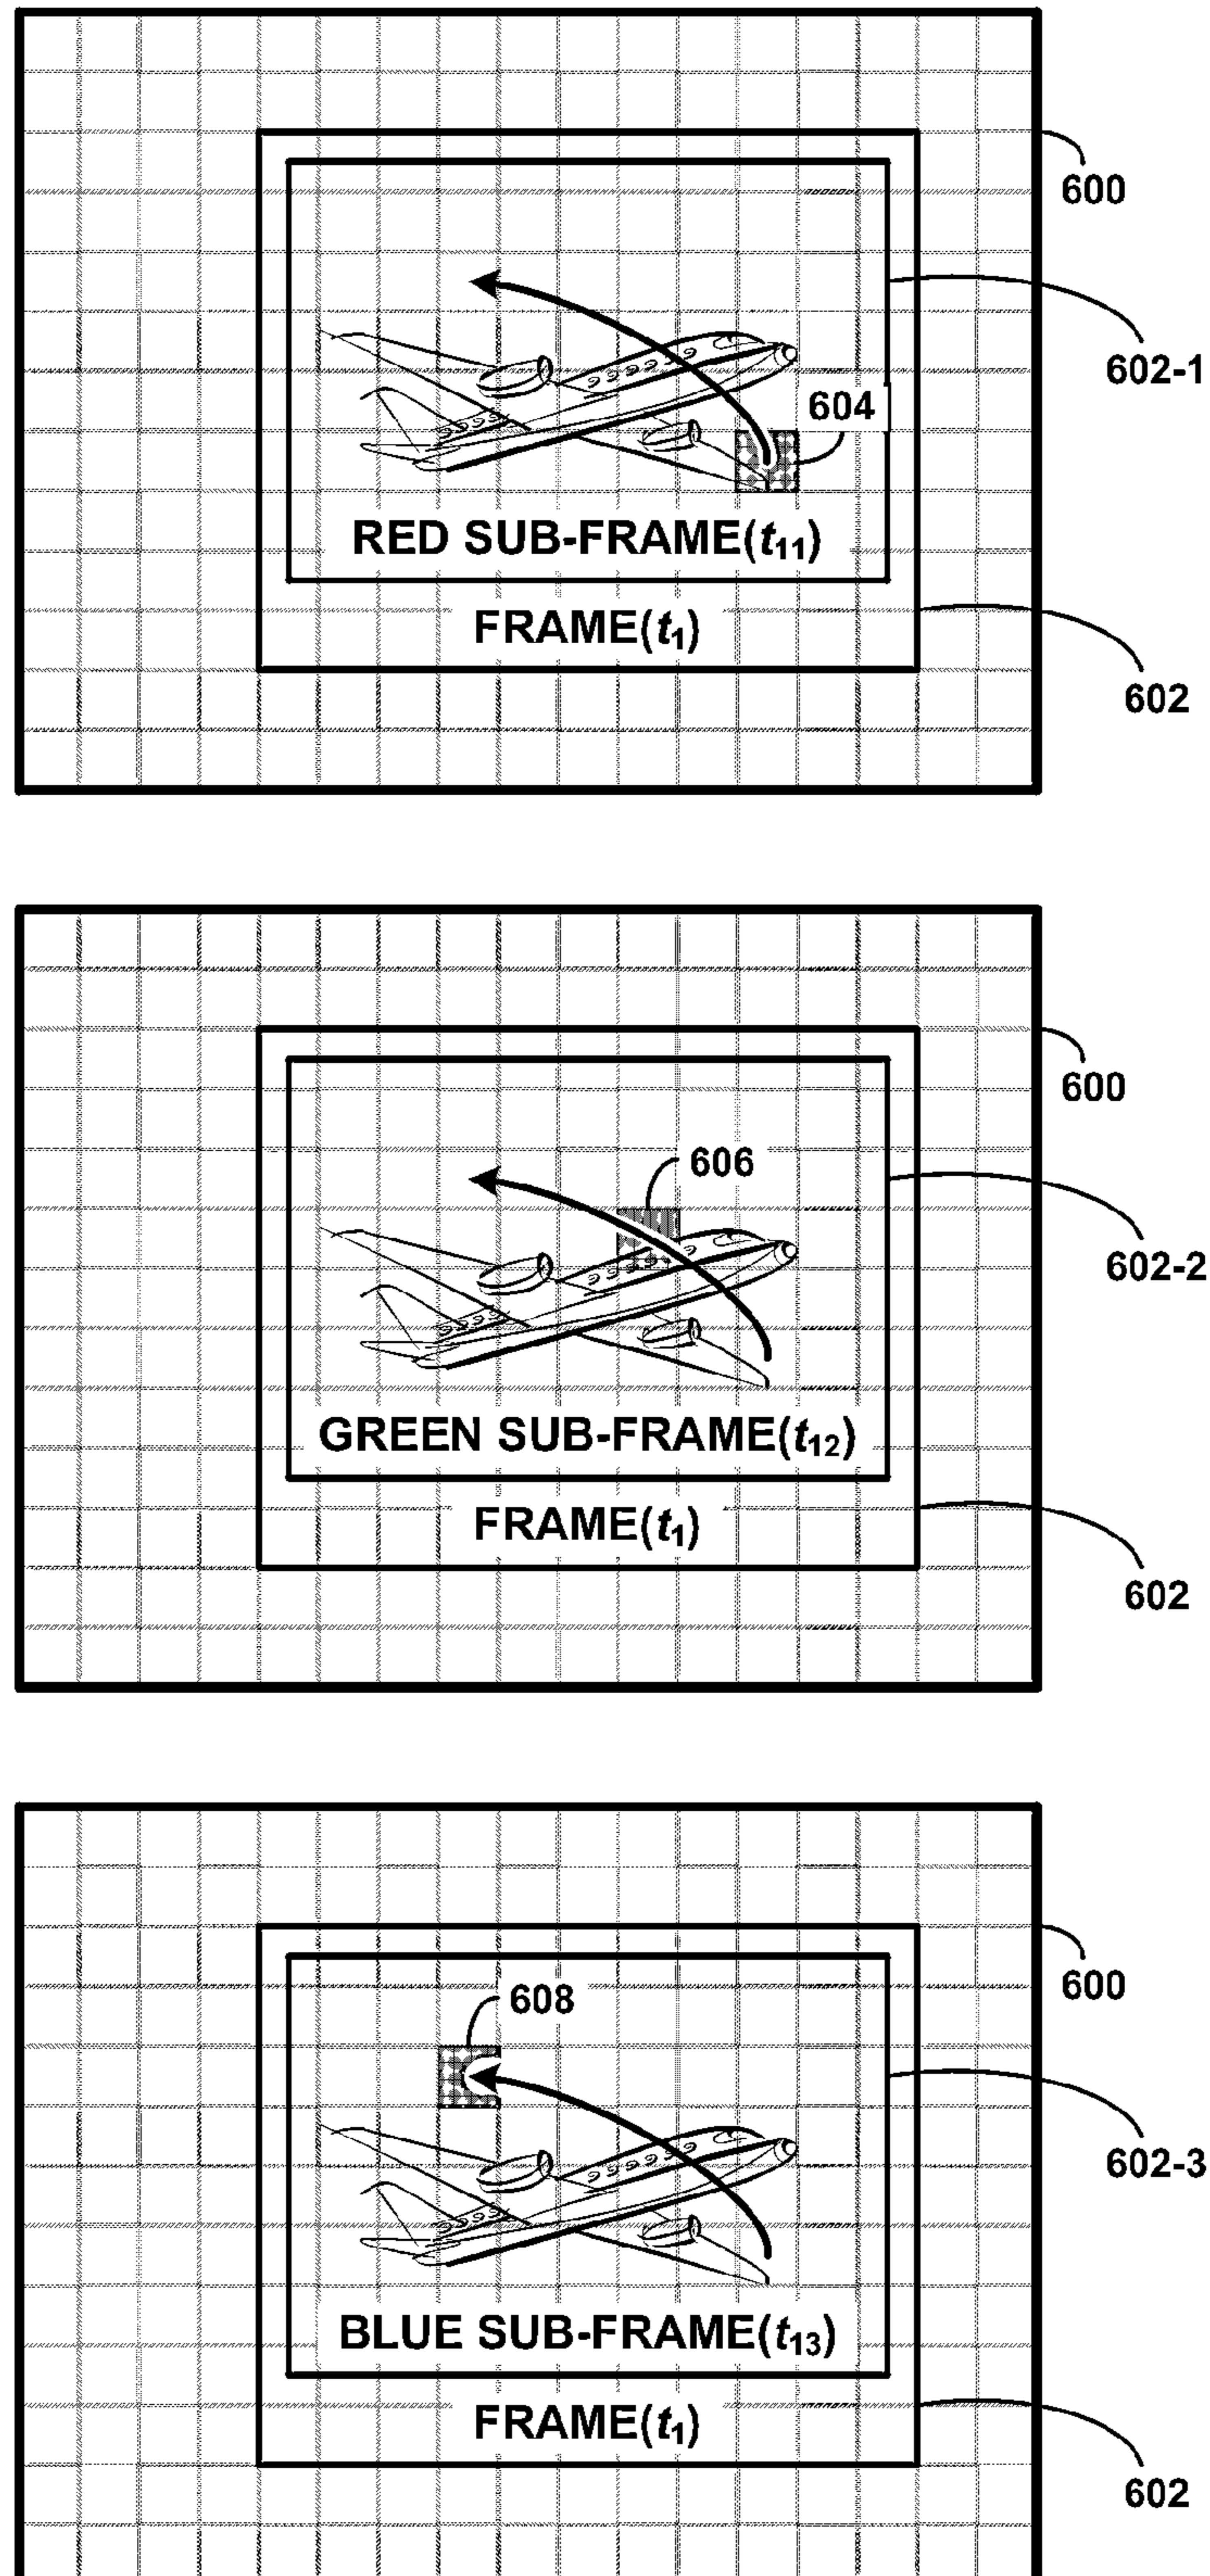 600
602-1
604
RED SUB-FRAME(t11)
FRAME(t1)
602
600
606
602-2
GREEN SUB-FRAME(t12)
FRAME(t1)
602
600
608
602-3
BLUE SUB-FRAME(t13)
FRAME(t1)
602